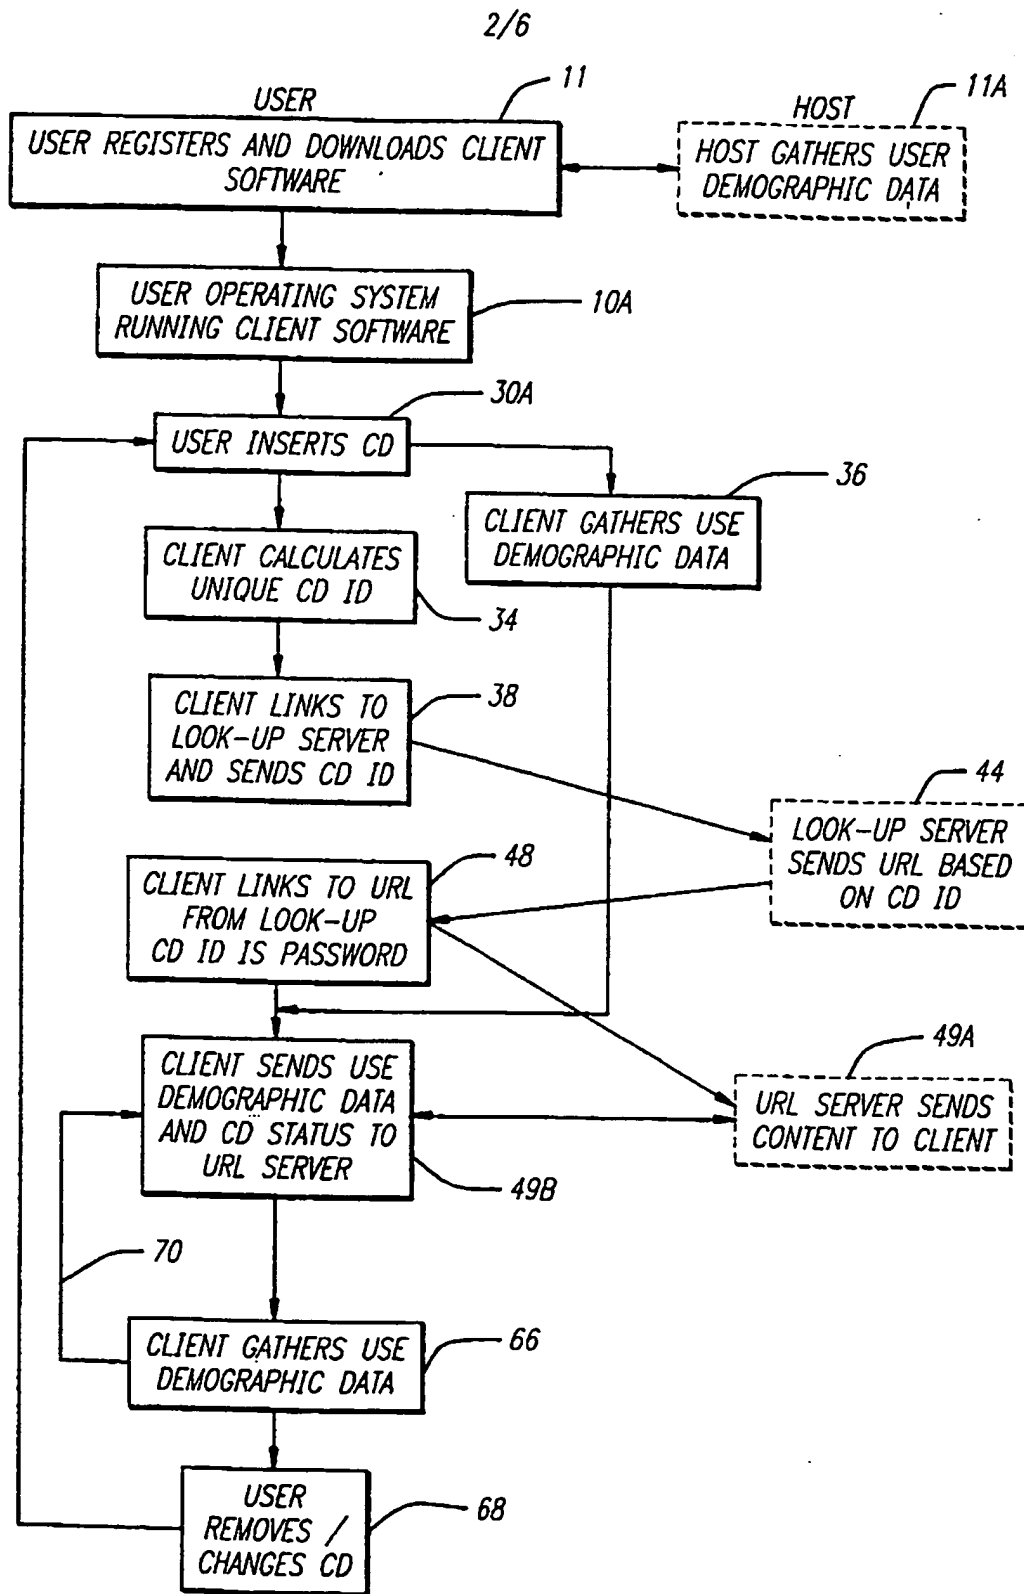 2/6
USER
11
HOST
11A
USER REGISTERS AND DOWNLOADS CLIENT
SOFTWARE
HOST GATHERS USER
DEMOGRAPHIC DATA
USER OPERATING SYSTEM
RUNNING CLIENT SOFTWARE
10A
30A
USER INSERTS CD
36
CLIENT GATHERS USE
DEMOGRAPHIC DATA
CLIENT CALCULATES
UNIQUE CD ID
34
CLIENT LINKS TO
LOOK-UP SERVER
AND SENDS CD ID
38
44
LOOK-UP SERVER
SENDS URL BASED
ON CD ID
48
CLIENT LINKS TO URL
FROM LOOK-UP
CD ID IS PASSWORD
49A
CLIENT SENDS USE
DEMOGRAPHIC DATA
AND CD STATUS TO
URL SERVER
49B
URL SERVER SENDS
CONTENT TO CLIENT
70
CLIENT GATHERS USE
DEMOGRAPHIC DATA
66
USER
REMOVES /
CHANGES CD
68